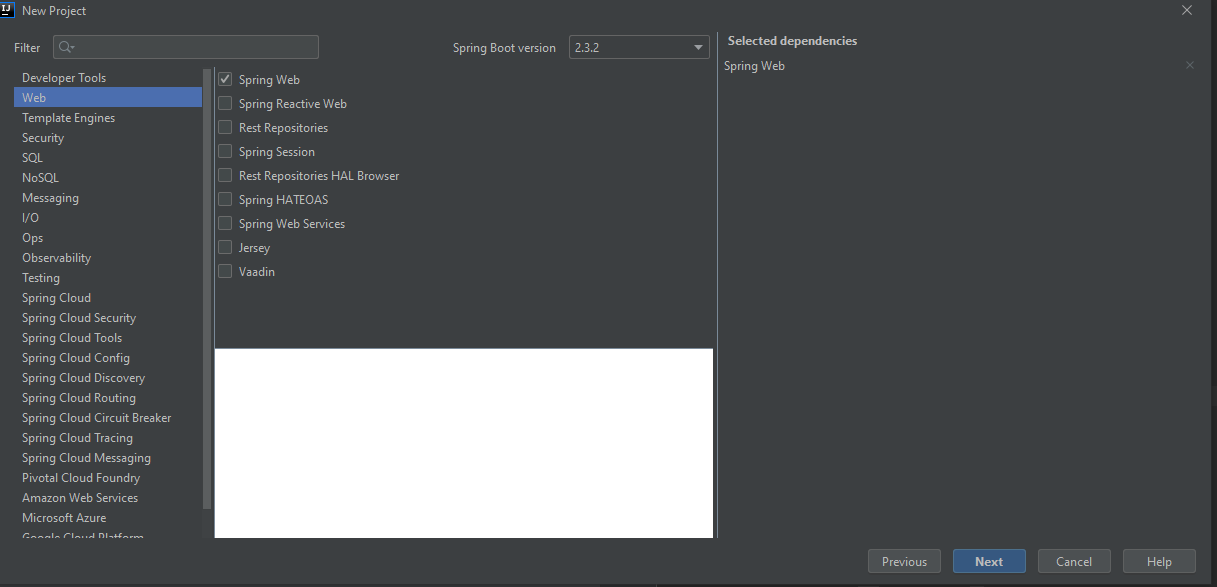 IJ New Project
Filter
Spring Boot version 2.3.2
Selected dependencies
Spring Web
Developer Tools
Web
Template Engines
Security
SQL
NoSQL
Messaging
I/O
Ops
Observability
Testing
Spring Cloud
Spring Cloud Security
Spring Cloud Tools
Spring Cloud Config
Spring Cloud Discovery
Spring Cloud Routing
Spring Cloud Circuit Breaker
Spring Cloud Tracing
Spring Cloud Messaging
Pivotal Cloud Foundry
Amazon Web Services
Microsoft Azure
Google Cloud Platform
Spring Web
Spring Reactive Web
Rest Repositories
Spring Session
Rest Repositories HAL Browser
Spring HATEOAS
Spring Web Services
Jersey
Vaadin
Previous
Next
Cancel
Help